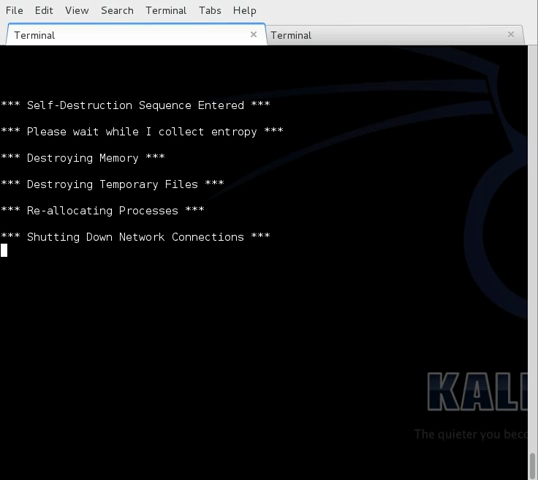 File Edit View Search Terminal Tabs Help
Terminal × Terminal ×
*** Self-Destruction Sequence Entered ***
*** Please wait while I collect entropy ***
*** Destroying Memory ***
*** Destroying Temporary Files ***
*** Re-allocating Processes ***
*** Shutting Down Network Connections ***
KALI
The quieter you beco